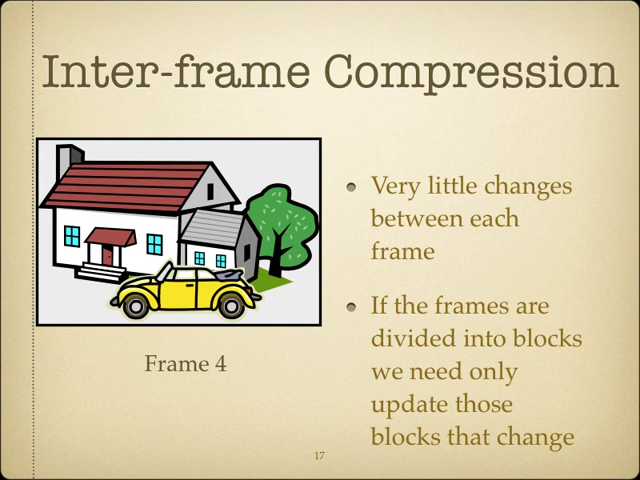 Inter-frame Compression
Very little changes
between each
frame
If the frames are
divided into blocks
we need only
update those
blocks that change
Frame 4
17